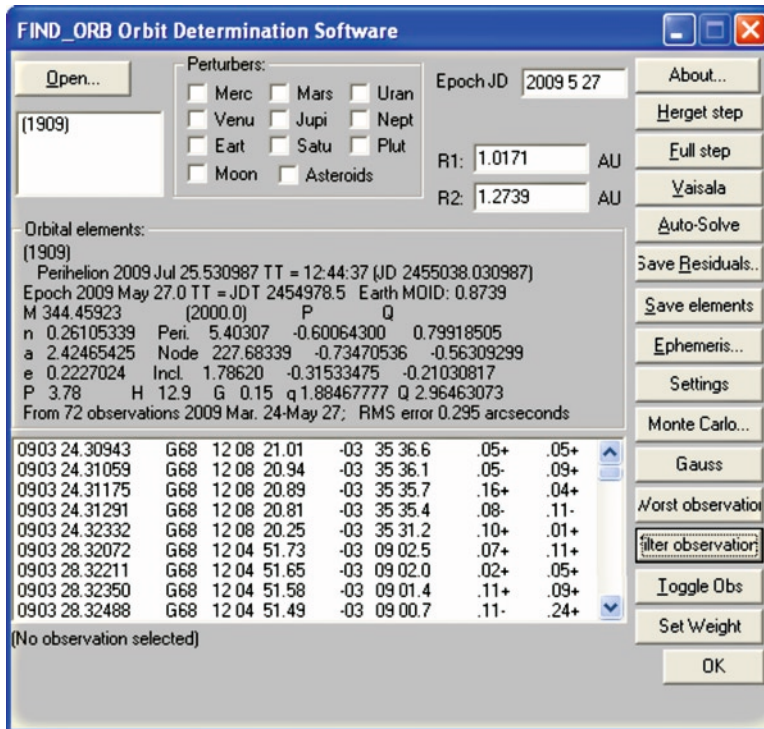 FIND_ORB Orbit Determination Software
Open...
(1909)
Perturbers:
Merc Mars Uran
Venu Jupi Nept
Eart Satu Plut
Moon Asteroids
Epoch JD 2009 5 27
R1: 1.0171 AU
R2: 1.2739 AU
About...
Herget step
Full step
Vaisala
Auto-Solve
Save Residuals..
Save elements
Ephemeris...
Settings
Monte Carlo...
Gauss
Worst observation
ilter observation
Toggle Obs
Set Weight
OK
Orbital elements:
(1909)
Perihelion 2009 Jul 25.530987 TT = 12:44:37 (JD 2455038.030987)
Epoch 2009 May 27.0 TT = JDT 2454978.5 Earth MOID: 0.8739
M 344.45923 (2000.0) P Q
n 0.26105339 Peri. 5.40307 -0.60064300 0.79918505
a 2.42465425 Node 227.68339 -0.73470536 -0.56309299
e 0.2227024 Incl. 1.78620 -0.31533475 -0.21030817
P 3.78 H 12.9 G 0.15 q 1.88467777 Q 2.96463073
From 72 observations 2009 Mar. 24-May 27; RMS error 0.295 arcseconds
0903 24.30943 G68 12 08 21.01 -03 35 36.6 .05+ .05+
0903 24.31059 G68 12 08 20.94 -03 35 36.1 .05- .09+
0903 24.31175 G68 12 08 20.89 -03 35 35.7 .16+ .04+
0903 24.31291 G68 12 08 20.81 -03 35 35.4 .08- .11-
0903 24.32332 G68 12 08 20.25 -03 35 31.2 .10+ .01+
0903 28.32072 G68 12 04 51.73 -03 09 02.5 .07+ .11+
0903 28.32211 G68 12 04 51.65 -03 09 02.0 .02+ .05+
0903 28.32350 G68 12 04 51.58 -03 09 01.4 .11+ .09+
0903 28.32488 G68 12 04 51.49 -03 09 00.7 .11- .24+
(No observation selected)